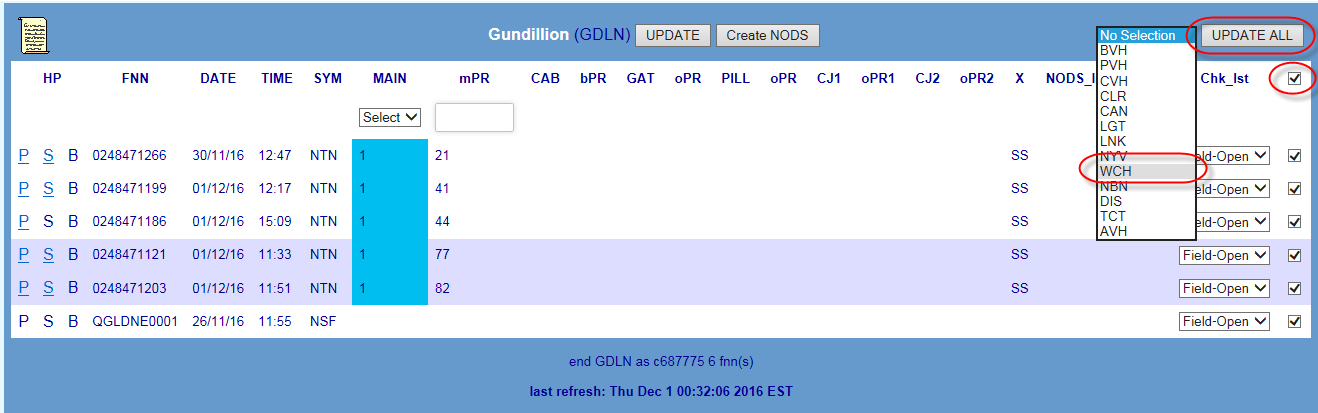 Gundillion (GDLN) UPDATE Create NODS No Selection UPDATE ALL
BVH
PVH
CVH
CLR
CAN
LGT
LNK
NYV
WCH
NBN
DIS
TCT
AVH
HP FNN DATE TIME SYM MAIN mPR CAB bPR GAT oPR PILL oPR CJ1 oPR1 CJ2 oPR2 X NODS_I Chk_lst
Select
P S B 0248471266 30/11/16 12:47 NTN 1 21 SS eld-Open
P S B 0248471199 01/12/16 12:17 NTN 1 41 SS eld-Open
P S B 0248471186 01/12/16 15:09 NTN 1 44 SS eld-Open
P S B 0248471121 01/12/16 11:33 NTN 1 77 SS Field-Open
P S B 0248471203 01/12/16 11:51 NTN 1 82 SS Field-Open
P S B QGLDNE0001 26/11/16 11:55 NSF Field-Open
end GDLN as c687775 6 fnn(s)
last refresh: Thu Dec 1 00:32:06 2016 EST